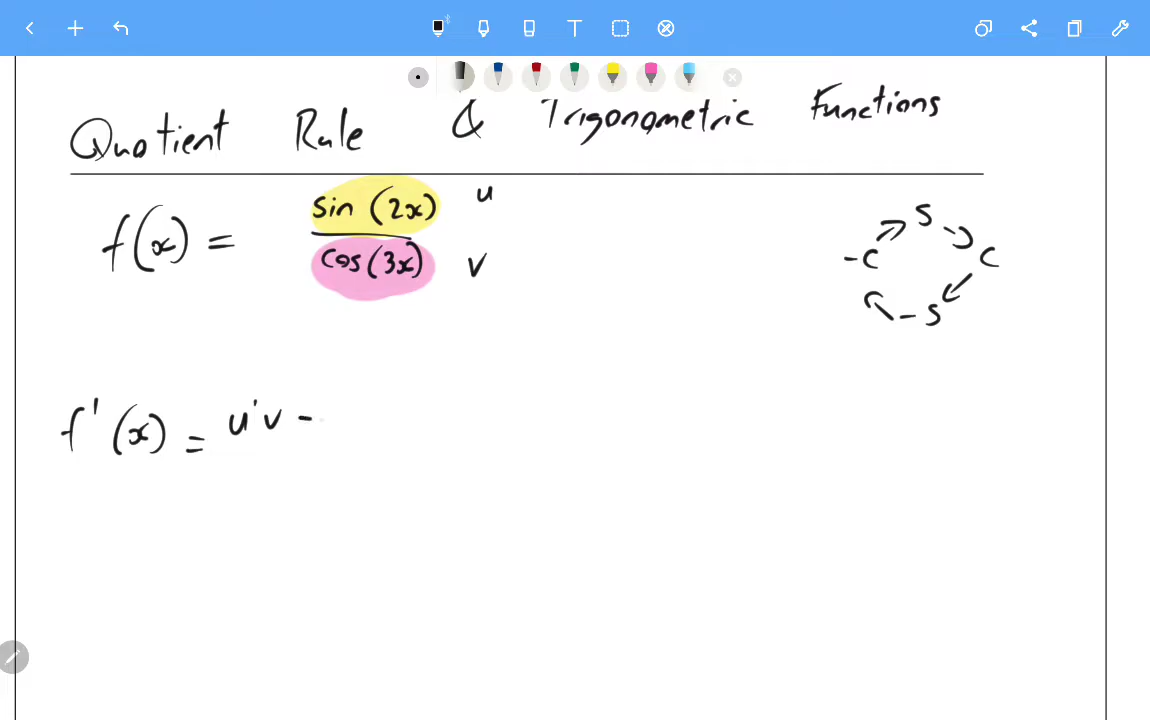 Quotient Rule & Trigonometric Functions
f(x) = sin(2x) / cos(3x)
u
v
S
-C C
-S
f'(x) = u'v -
T